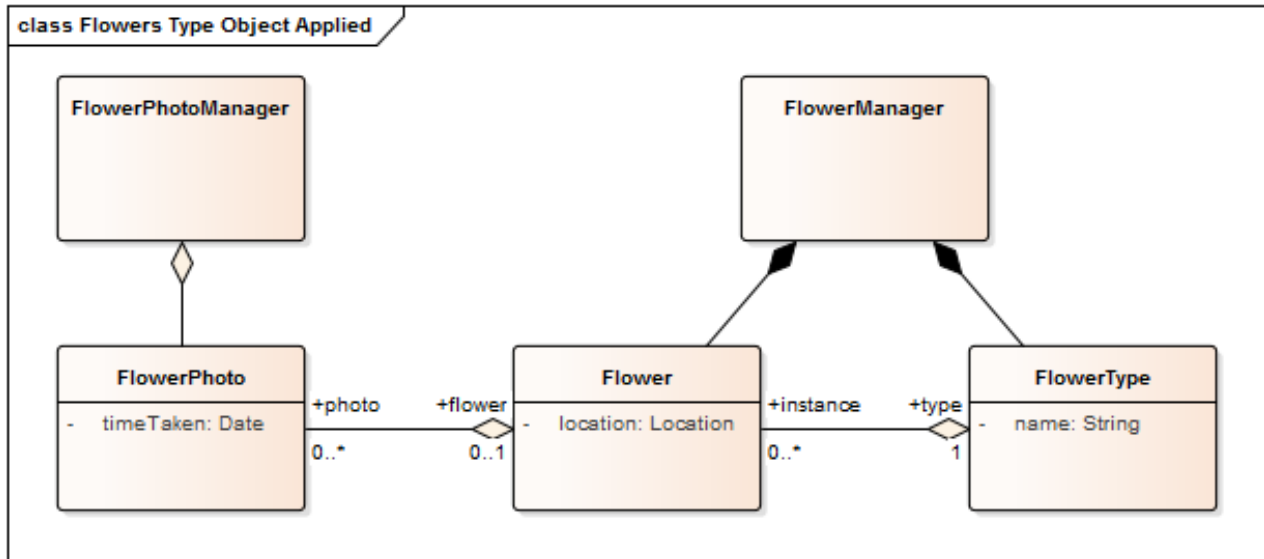 class Flowers Type Object Applied
FlowerPhotoManager
FlowerManager
FlowerPhoto
- timeTaken: Date
+photo
0..*
+flower
0..1
Flower
- location: Location
+instance
0..*
+type
1
FlowerType
- name: String